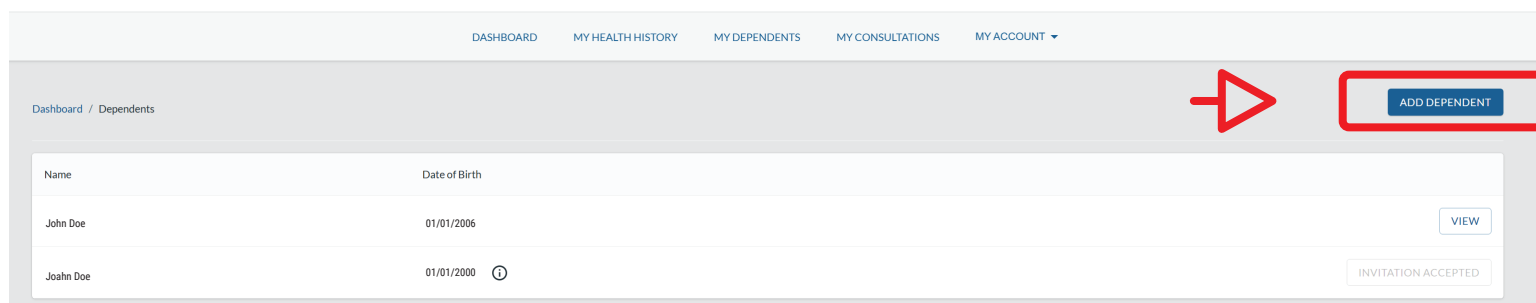 DASHBOARD MY HEALTH HISTORY MY DEPENDENTS MY CONSULTATIONS MY ACCOUNT
Dashboard / Dependents ADD DEPENDENT
Name Date of Birth
John Doe 01/01/2006 VIEW
Joahn Doe 01/01/2000 INVITATION ACCEPTED